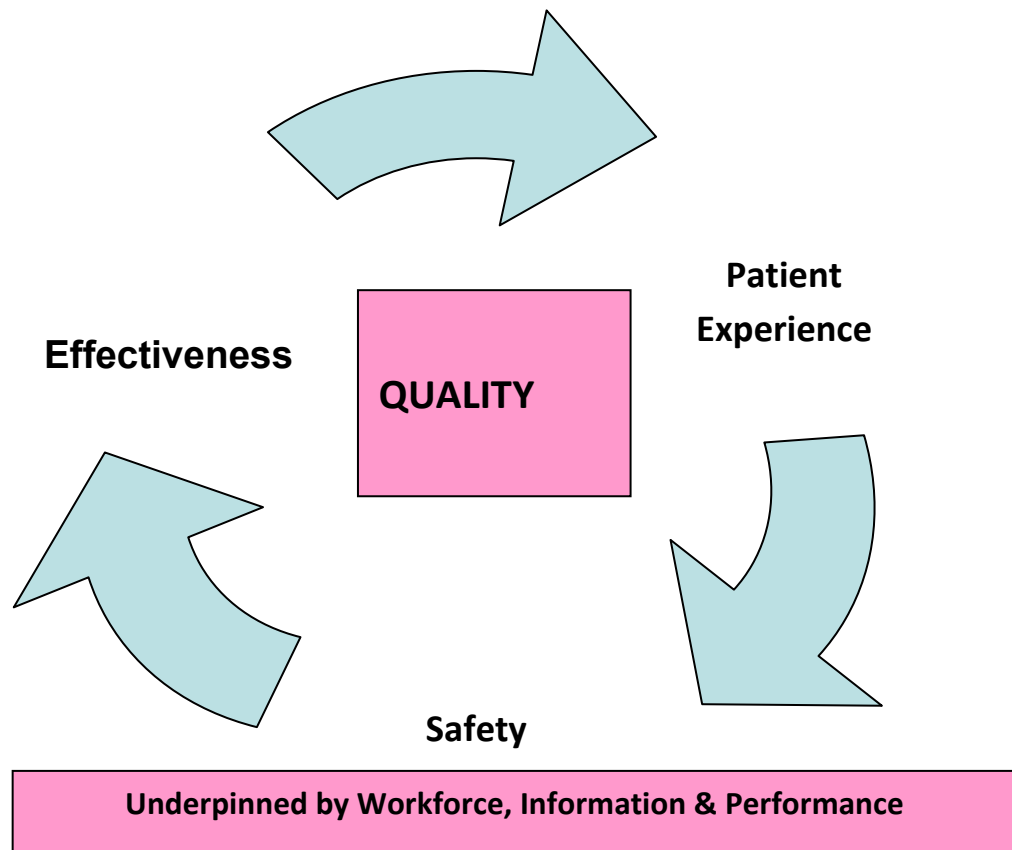 Patient
Experience
Effectiveness
QUALITY
Safety
Underpinned by Workforce, Information & Performance